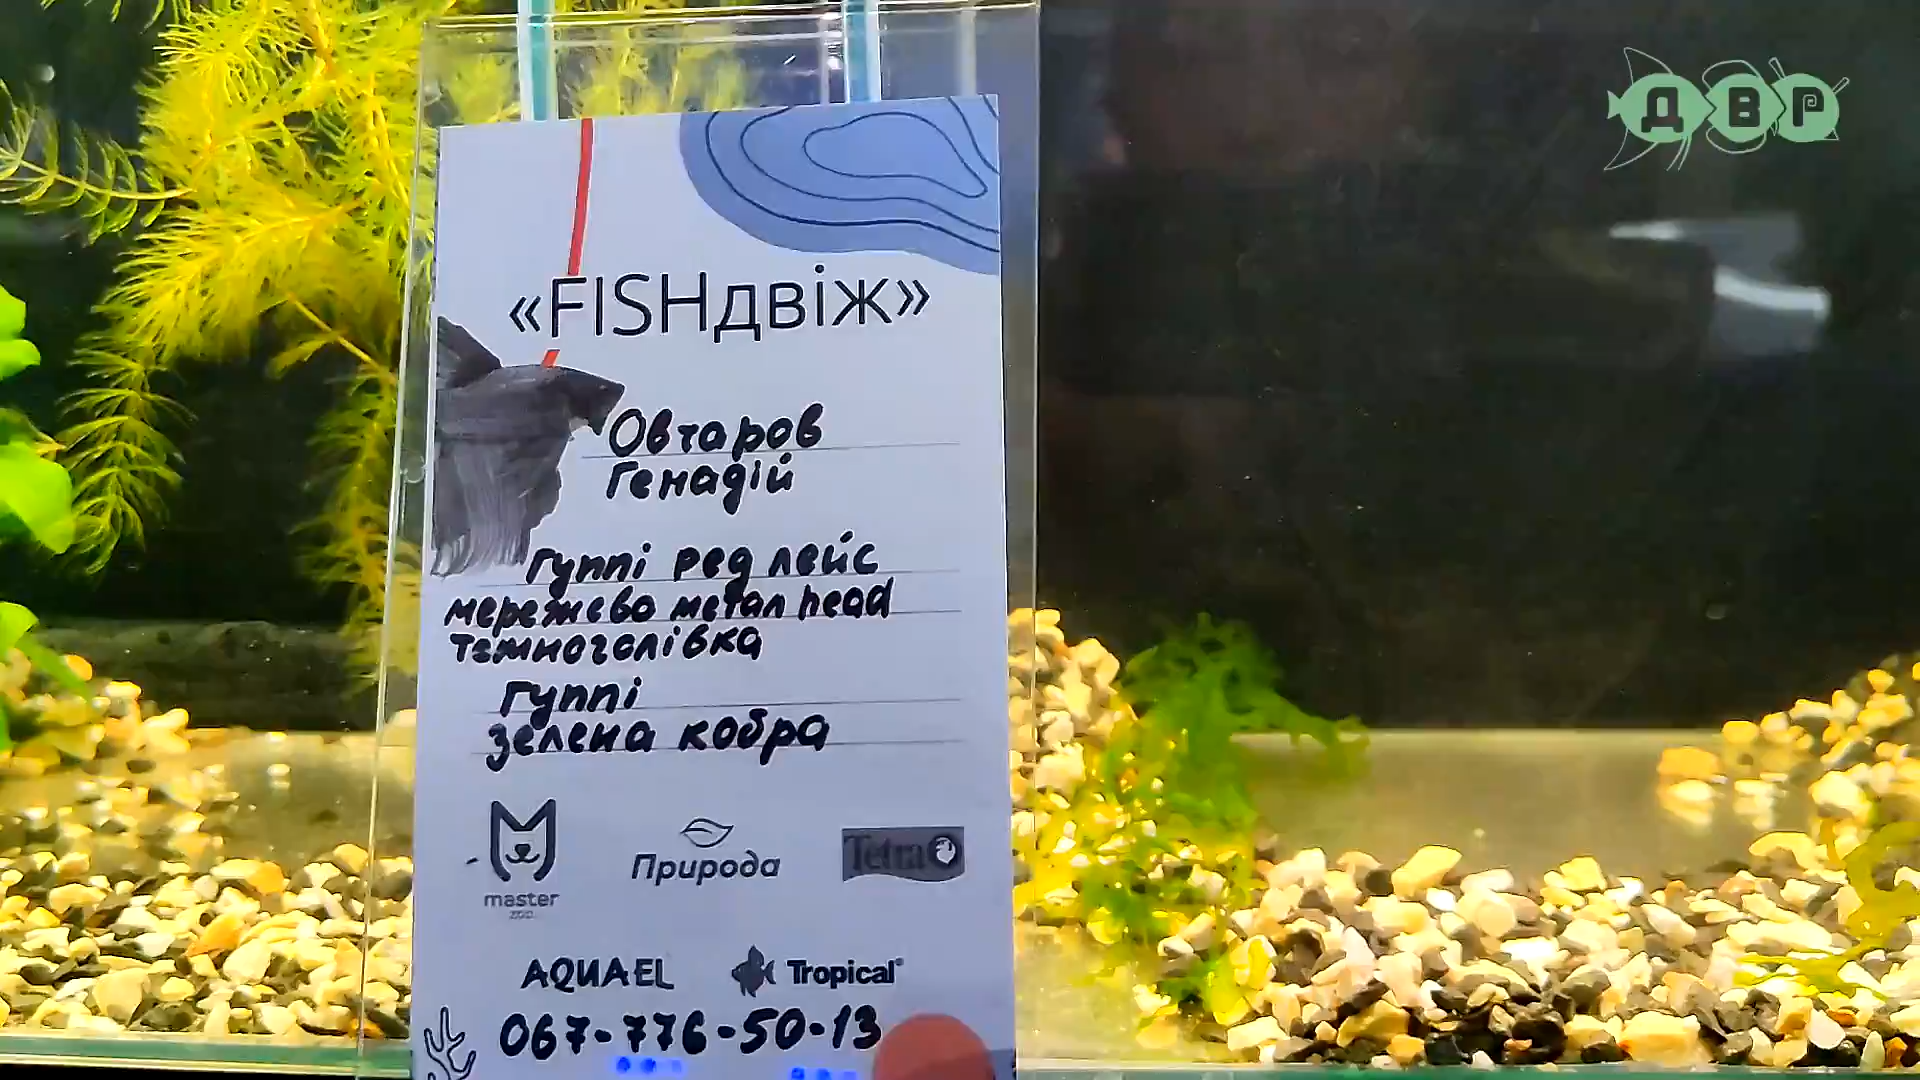 ДВР
«FISHдвіж»
Овчаров
Генадій
гуппі ред лейс
мережево метал head
темноголівка
гуппі
зелена кобра
master
zoo
Природа
Tetra
AQUAEL
Tropical
067-776-50-13